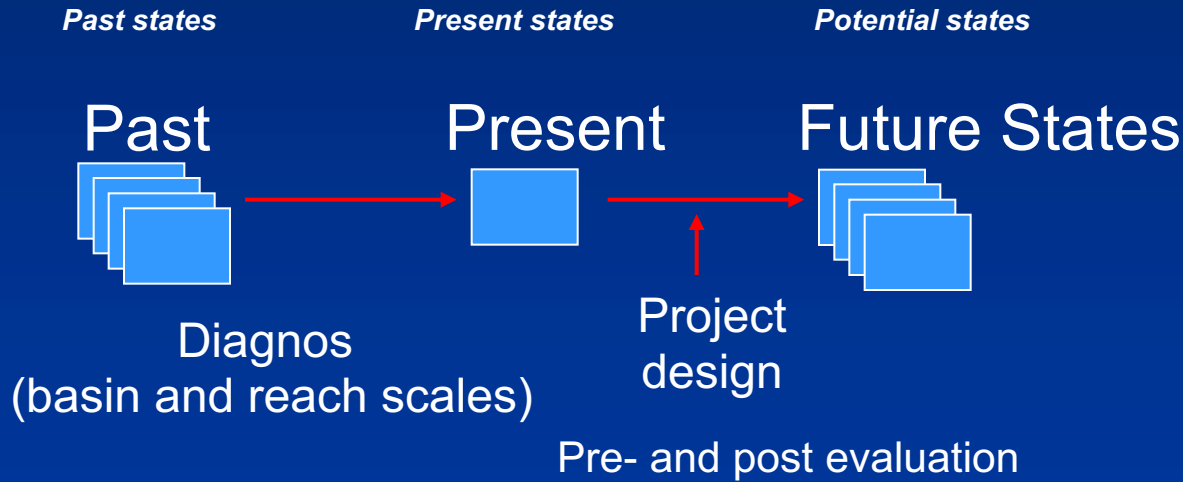 Past states
Present states
Potential states
Past
Present
Future States
Diagnos
(basin and reach scales)
Project
design
Pre- and post evaluation